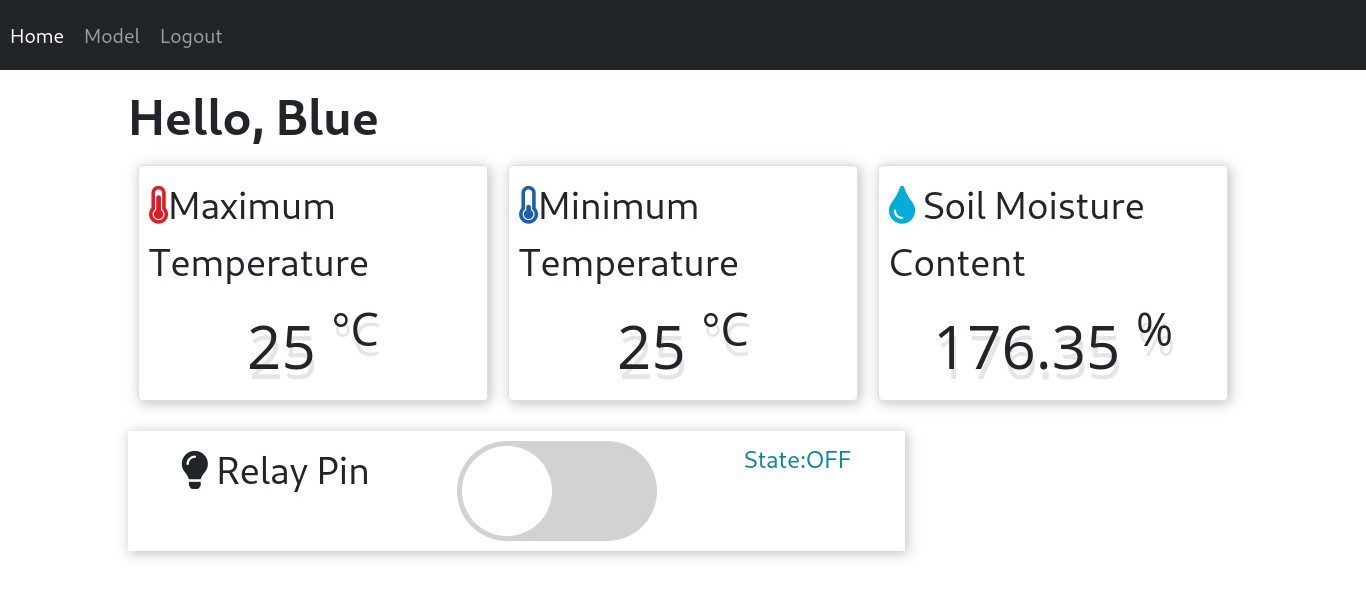 Home Model Logout
Hello, Blue
Maximum
Temperature
25 °C
Minimum
Temperature
25 °C
Soil Moisture
Content
176.35 %
Relay Pin
State:OFF